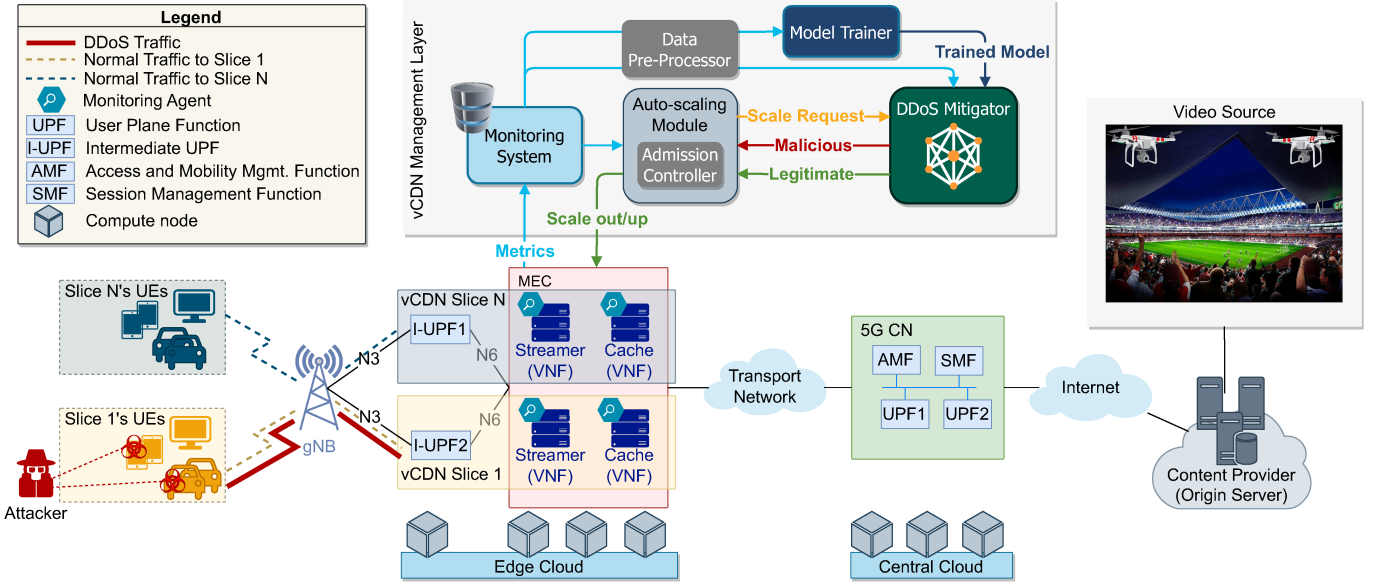 Legend
DDoS Traffic
Normal Traffic to Slice 1
Normal Traffic to Slice N
Monitoring Agent
UPF
User Plane Function
I-UPF
Intermediate UPF
AMF
Access and Mobility Mgmt. Function
SMF
Session Management Function
Compute node
vCDN Management Layer
Data
Pre-Processor
Model Trainer
Trained Model
Monitoring
System
Auto-scaling
Module
Admission
Controller
Scale Request
Malicious
Legitimate
DDoS Mitigator
Scale out/up
Metrics
Video Source
Slice N's UEs
Slice 1's UEs
Attacker
gNB
N3
N3
MEC
vCDN Slice N
I-UPF1
N6
Streamer
(VNF)
Cache
(VNF)
N6
I-UPF2
vCDN Slice 1
Streamer
(VNF)
Cache
(VNF)
Transport
Network
5G CN
AMF
SMF
UPF1
UPF2
Internet
Content Provider
(Origin Server)
Edge Cloud
Central Cloud